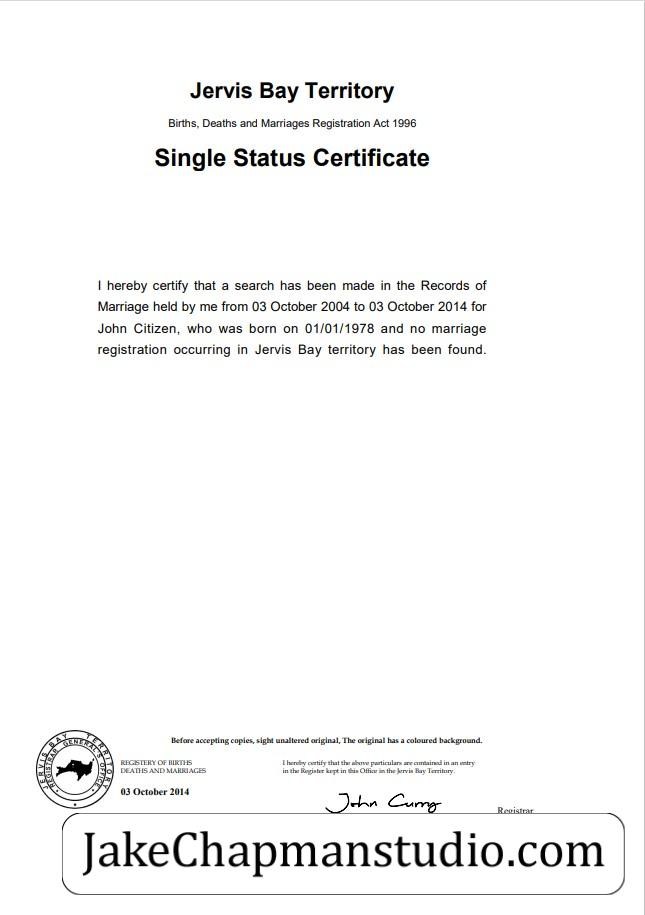 Jervis Bay Territory
Births, Deaths and Marriages Registration Act 1996
Single Status Certificate
I hereby certify that a search has been made in the Records of
Marriage held by me from 03 October 2004 to 03 October 2014 for
John Citizen, who was born on 01/01/1978 and no marriage
registration occurring in Jervis Bay territory has been found.
Before accepting copies, sight unaltered original, The original has a coloured background.
JERVIS BAY TERRITORY
REGISTRAR GENERAL'S OFFICE
REGISTERY OF BIRTHS
DEATHS AND MARRIAGES
I hereby certify that the above particulars are contained in an entry
in the Register kept in this Office in the Jervis Bay Territory.
03 October 2014
John
Registrar
JakeChapmanstudio.com